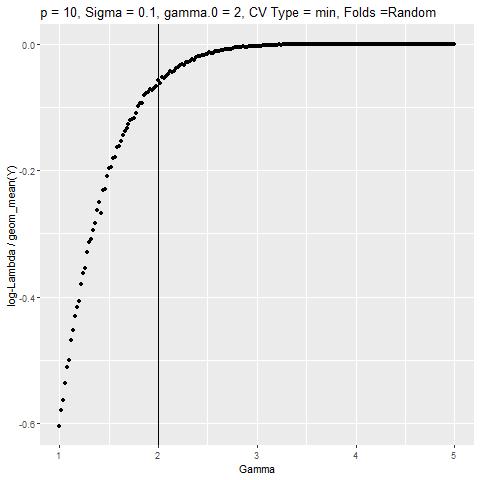 p = 10, Sigma = 0.1, gamma.0 = 2, CV Type = min, Folds =Random
0.0
-0.2
-0.4
-0.6
log-Lambda / geom_mean(Y)
1 2 3 4 5
Gamma